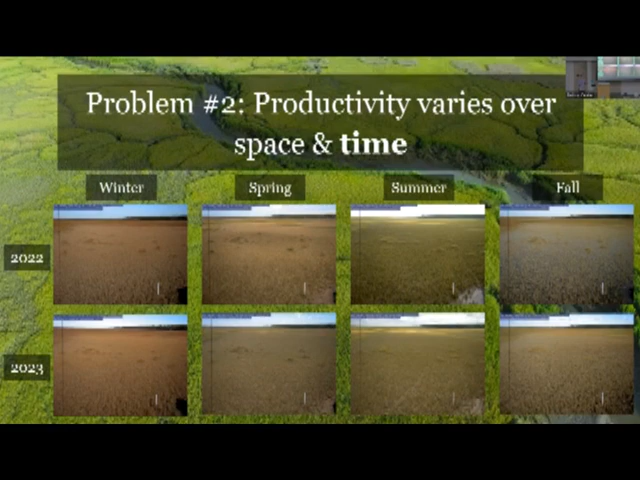 Problem #2: Productivity varies over
space & time
Winter
Spring
Summer
Fall
2022
2023